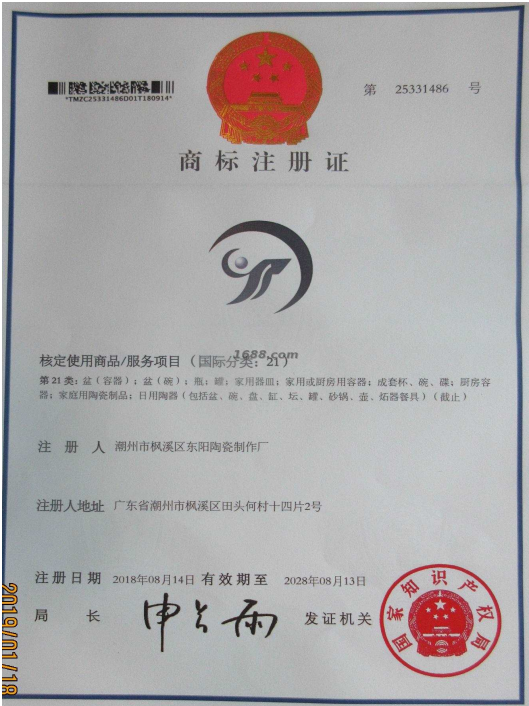 *TMZC25331486D01T180914*
第 25331486 号
商标注册证
1688.com
核定使用商品/服务项目（国际分类：21）
第 21 类：盆（容器）；盆（碗）；瓶；罐；家用器皿；家用或厨房用容器；成套杯、碗、碟；厨房容
器；家庭用陶瓷制品；日用陶器（包括盆、碗、盘、缸、坛、罐、砂锅、壶、炻器餐具）（截止）
注 册 人 潮州市枫溪区东阳陶瓷制作厂
注册人地址 广东省潮州市枫溪区田头何村十四片2号
注册日期 2018年08月14日 有效期至 2028年08月13日
局 长 申长雨 发证机关
国家知识产权局
2019/01/18